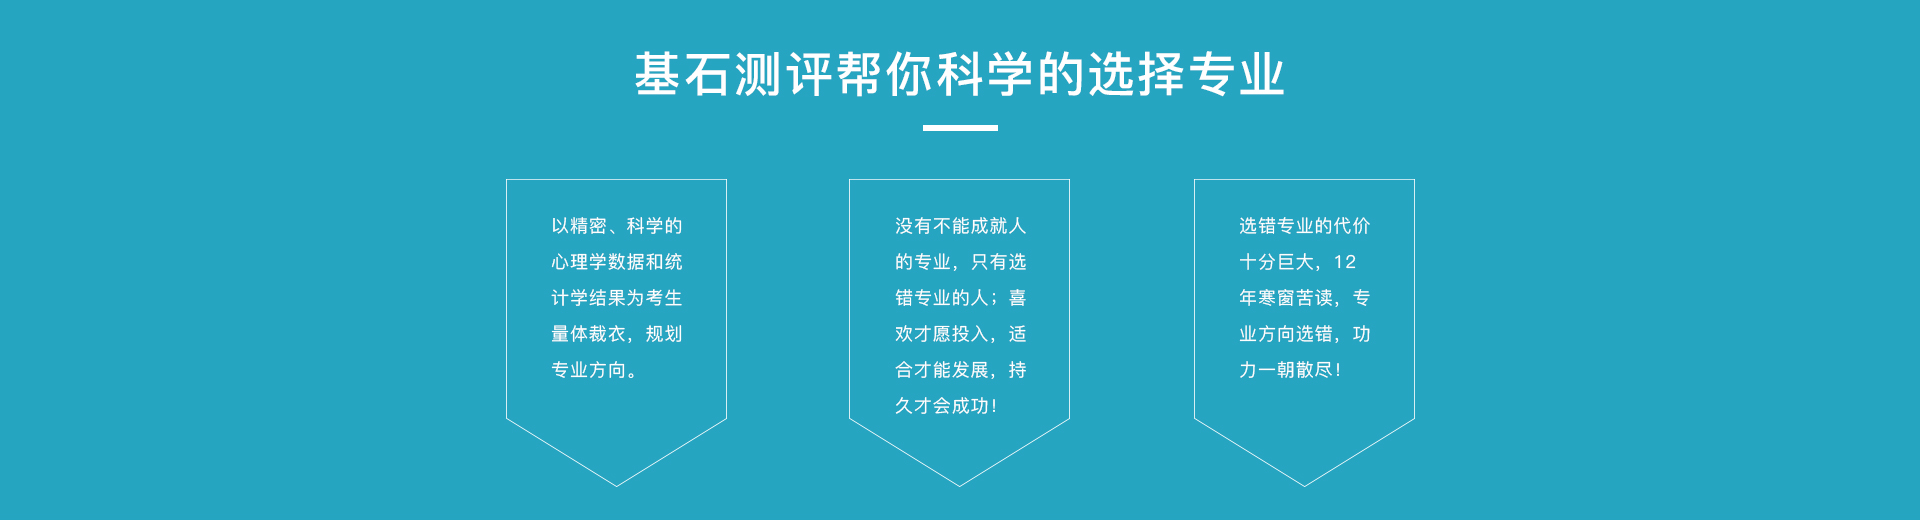 基石测评帮你科学的选择专业
以精密、科学的
心理学数据和统
计学结果为考生
量体裁衣，规划
专业方向。
没有不能成就人
的专业，只有选
错专业的人；喜
欢才愿投入，适
合才能发展，持
久才会成功！
选错专业的代价
十分巨大，12
年寒窗苦读，专
业方向选错，功
力一朝散尽！